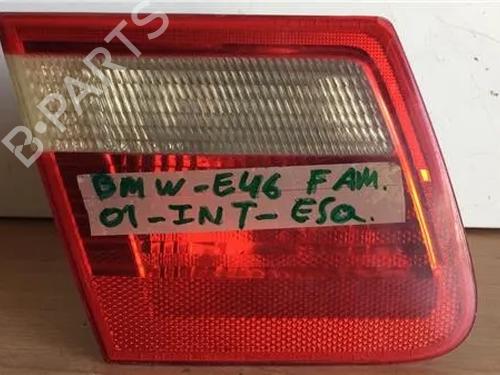 B-PARTS
BMW-E46 FAM.
01-INT-ESQ.